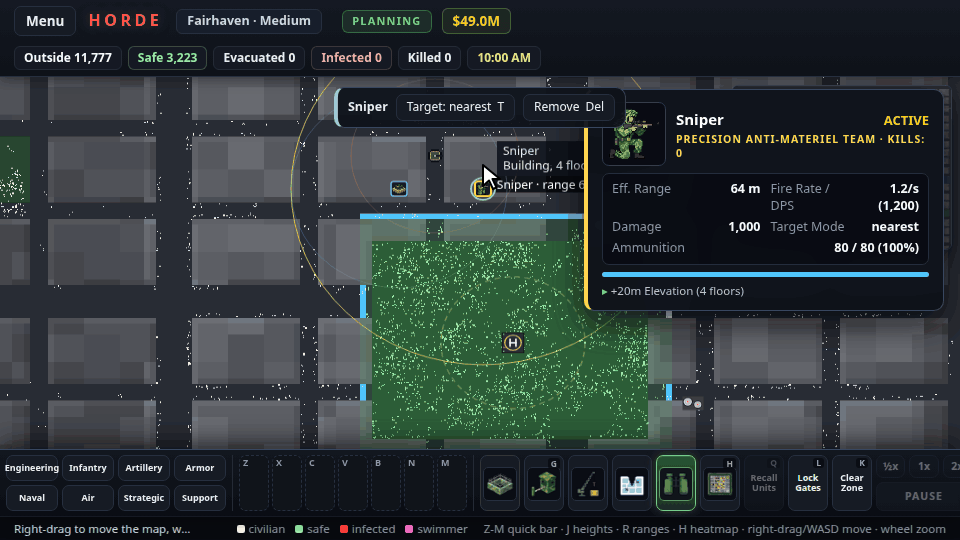 Menu HORDE Fairhaven · Medium PLANNING $49.0M
Outside 11,777 Safe 3,223 Evacuated 0 Infected 0 Killed 0 10:00 AM
Sniper Target: nearest T Remove Del
Sniper ACTIVE
PRECISION ANTI-MATERIEL TEAM · KILLS:
0
Sniper
Building, 4 floo
Sniper · range 6
Eff. Range 64 m Fire Rate / 1.2/s
DPS (1,200)
Damage 1,000 Target Mode nearest
Ammunition 80 / 80 (100%)
▸ +20m Elevation (4 floors)
H
Engineering Infantry Artillery Armor Z X C V B N M G H Q L K
Recall Units Lock Gates Clear Zone ½x 1x 2x
Naval Air Strategic Support PAUSE
Right-drag to move the map, w... civilian safe infected swimmer Z-M quick bar · J heights · R ranges · H heatmap · right-drag/WASD move · wheel zoom